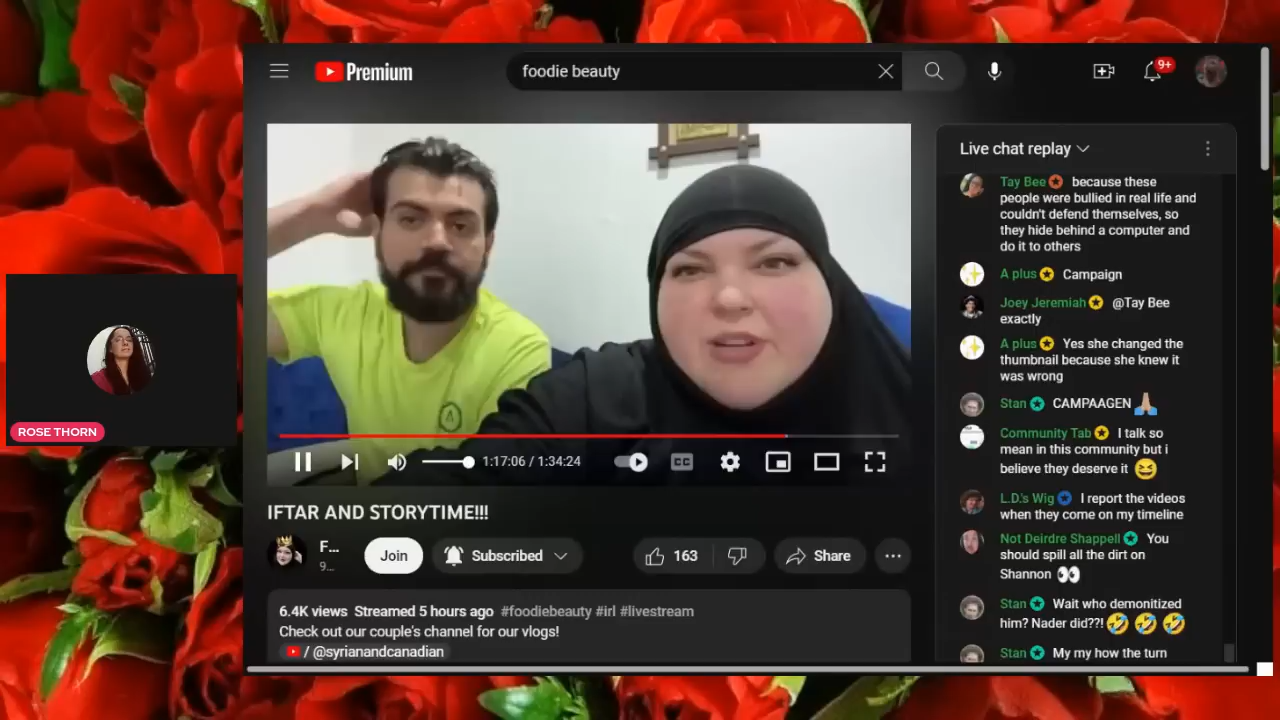 Premium
foodie beauty
9+
Live chat replay
Tay Bee because these
people were bullied in real life and
couldn't defend themselves, so
they hide behind a computer and
do it to others
A plus Campaign
Joey Jeremiah @Tay Bee
exactly
A plus Yes she changed the
thumbnail because she knew it
was wrong
Stan CAMPAAGEN 🙏🏼
Community Tab I talk so
mean in this community but i
believe they deserve it 😆
L.D.'s Wig I report the videos
when they come on my timeline
Not Deirdre Shappell You
should spill all the dirt on
Shannon 👀
Stan Wait who demonitized
him? Nader did??! 🤣 🤣 🤣
Stan My my how the turn
ROSE THORN
1:17:06 / 1:34:24
CC
IFTAR AND STORYTIME!!!
F...
9...
Join
Subscribed
163
Share
6.4K views Streamed 5 hours ago #foodiebeauty #irl #livestream
Check out our couple's channel for our vlogs!
/ @syrianandcanadian